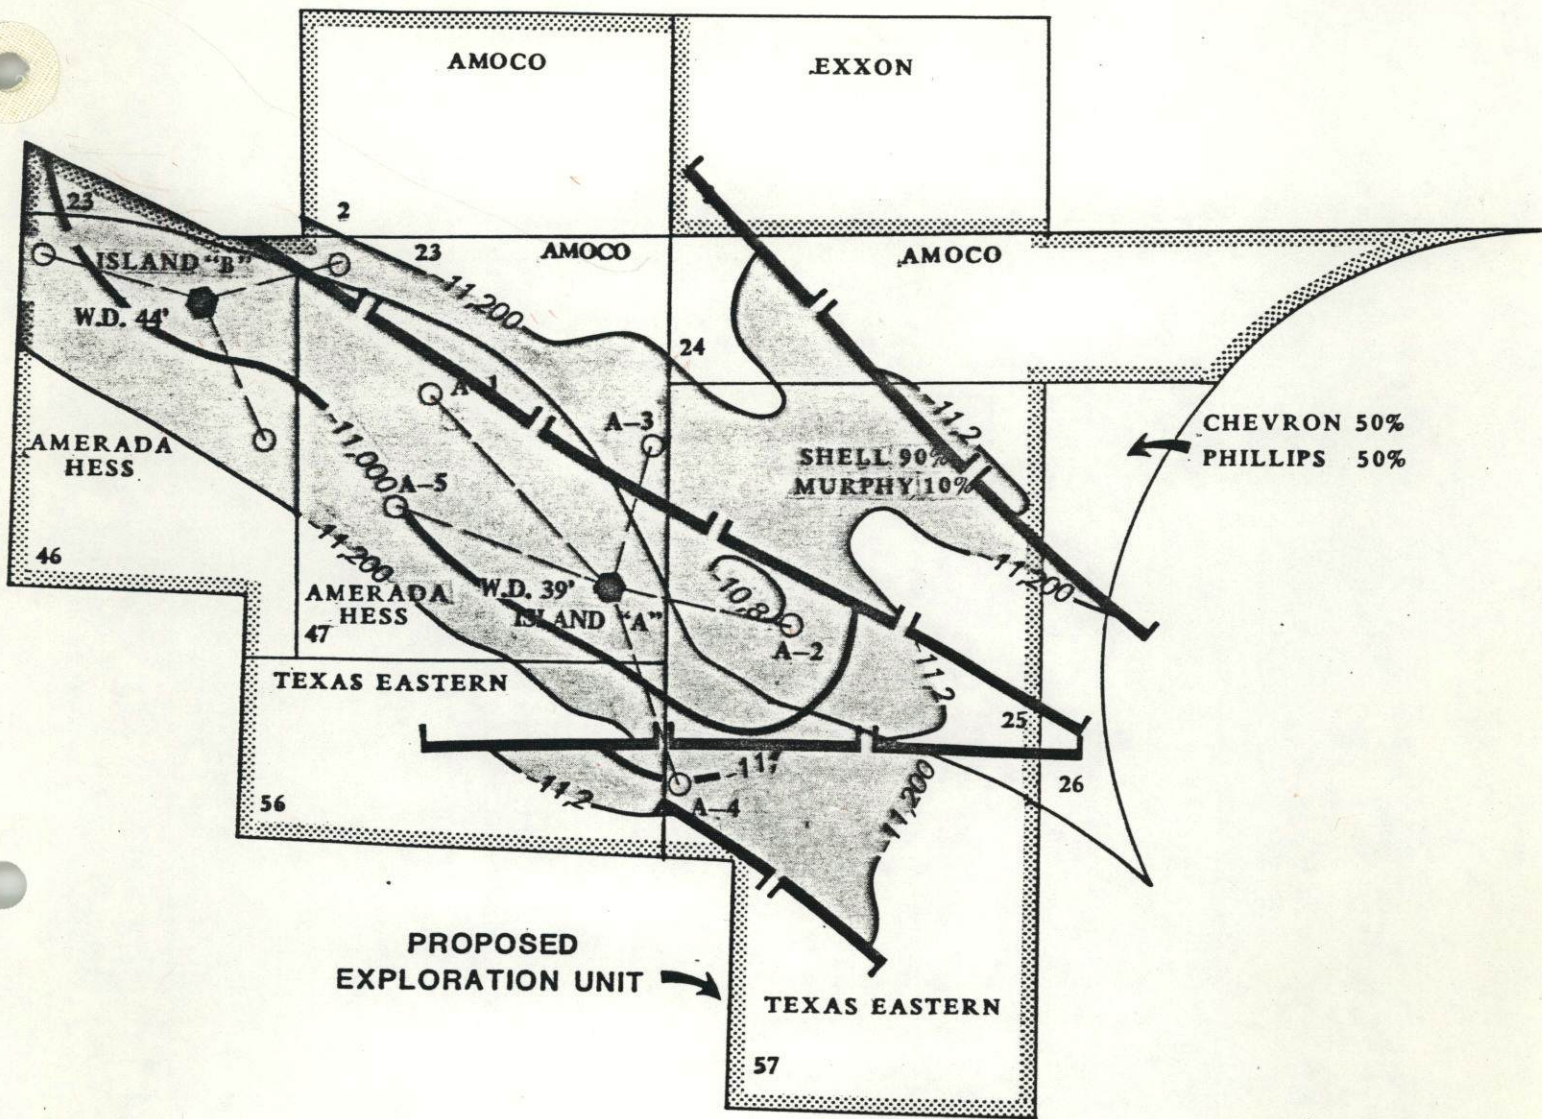 AMOCO
.EXXON
23
2
23
AMOCO
.AMOCO
ISLAND "B"
-11,200
W.D. 44'
24
A-1
-11,2
CHEVRON 50%
PHILLIPS 50%
A-3
AMERADA
HESS
-11,000
SHELL 90%
MURPHY 10%
A-5
46
-11,200
-11,200
W.D. 39'
-10,8
AMERADA
HESS
ISLAND "A"
47
A-2
-11,2
TEXAS EASTERN
25
-11,
26
56
-11,2
A-4
-11,200
PROPOSED
EXPLORATION UNIT
TEXAS EASTERN
57